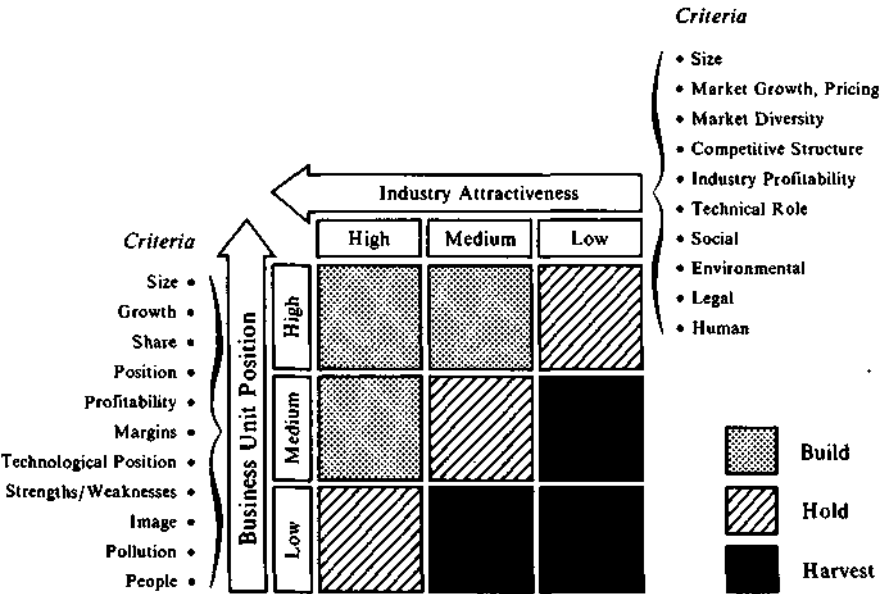 Criteria
• Size
• Market Growth, Pricing
• Market Diversity
• Competitive Structure
• Industry Profitability
• Technical Role
• Social
• Environmental
• Legal
• Human
Industry Attractiveness
High Medium Low
Criteria
Size •
Growth •
Share •
Position •
Profitability •
Margins •
Technological Position •
Strengths/Weaknesses •
Image •
Pollution •
People •
Business Unit Position
High
Medium
Low
Build
Hold
Harvest